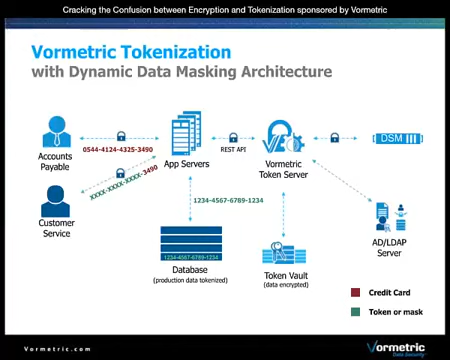 Cracking the Confusion between Encryption and Tokenization sponsored by Vormetric
Vormetric Tokenization
with Dynamic Data Masking Architecture
0544-4124-4325-3490
REST API
DSM
Accounts
Payable
App Servers
Vormetric
Token Server
XXXX-XXXX-XXXX-3490
1234-4567-6789-1234
Customer
Service
AD/LDAP
Server
1234-4567-6789-1234
Database
(production data tokenized)
Token Vault
(data encrypted)
Credit Card
Token or mask
Vormetric.com
Vormetric
Data Security